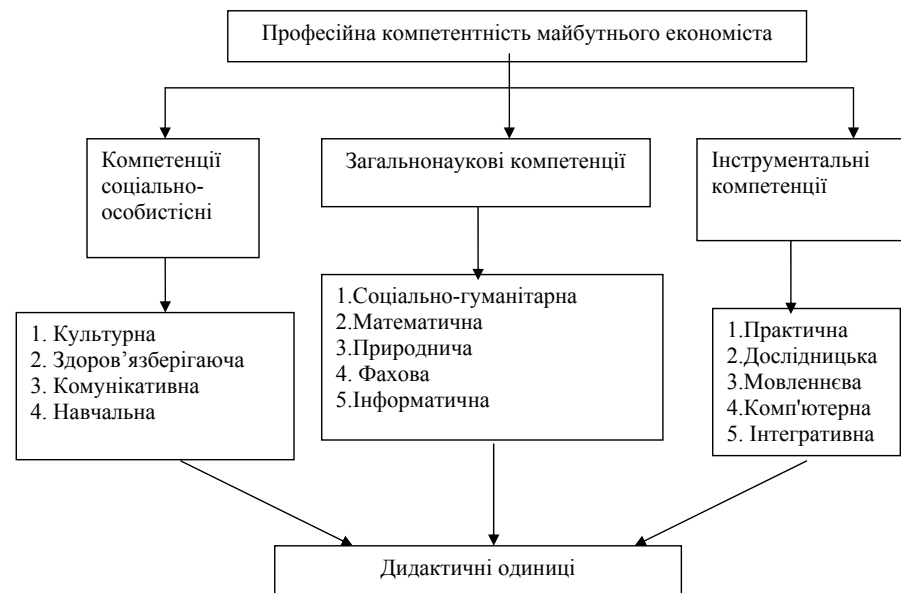 Професійна компетентність майбутнього економіста
Компетенції
соціально-
особистісні
Загальнонаукові компетенції
Інструментальні
компетенції
1. Культурна
2. Здоров’язберігаюча
3. Комунікативна
4. Навчальна
1.Соціально-гуманітарна
2.Математична
3.Природнича
4. Фахова
5.Інформатична
1.Практична
2.Дослідницька
3.Мовленнєва
4.Комп'ютерна
5. Інтегративна
Дидактичні одиниці